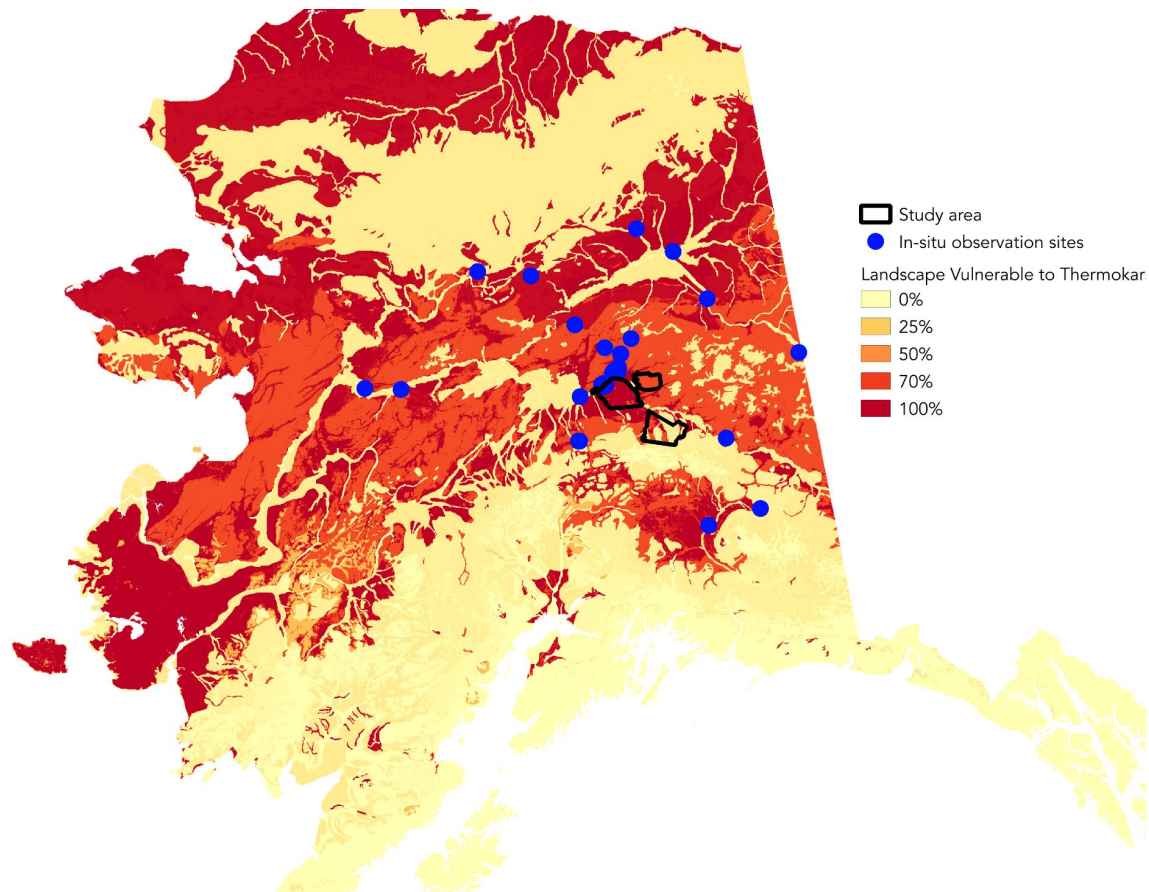 Study area
In-situ observation sites
Landscape Vulnerable to Thermokar
0%
25%
50%
70%
100%